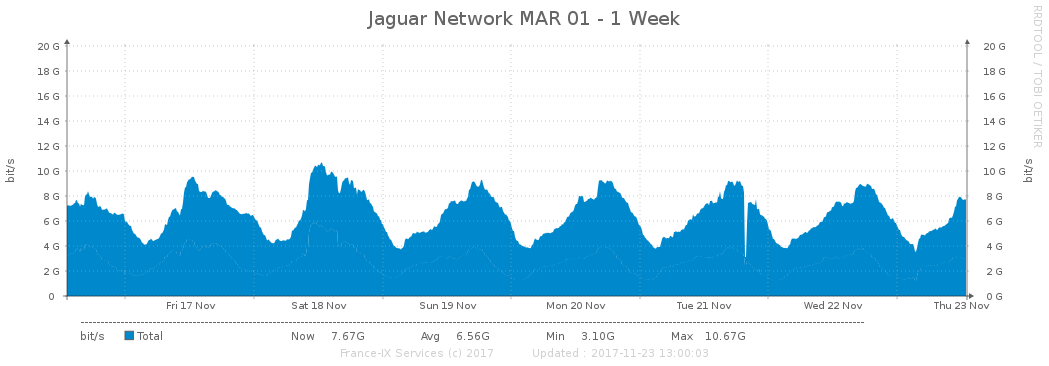 Jaguar Network MAR 01 - 1 Week
RRDTOOL / TOBI OETIKER
bit/s
bit/s
20 G 20 G
18 G 18 G
16 G 16 G
14 G 14 G
12 G 12 G
10 G 10 G
8 G 8 G
6 G 6 G
4 G 4 G
2 G 2 G
0 0 G
Fri 17 Nov Sat 18 Nov Sun 19 Nov Mon 20 Nov Tue 21 Nov Wed 22 Nov Thu 23 Nov
bit/s Total Now 7.67G Avg 6.56G Min 3.10G Max 10.67G
France-IX Services (c) 2017 Updated : 2017-11-23 13:00:03